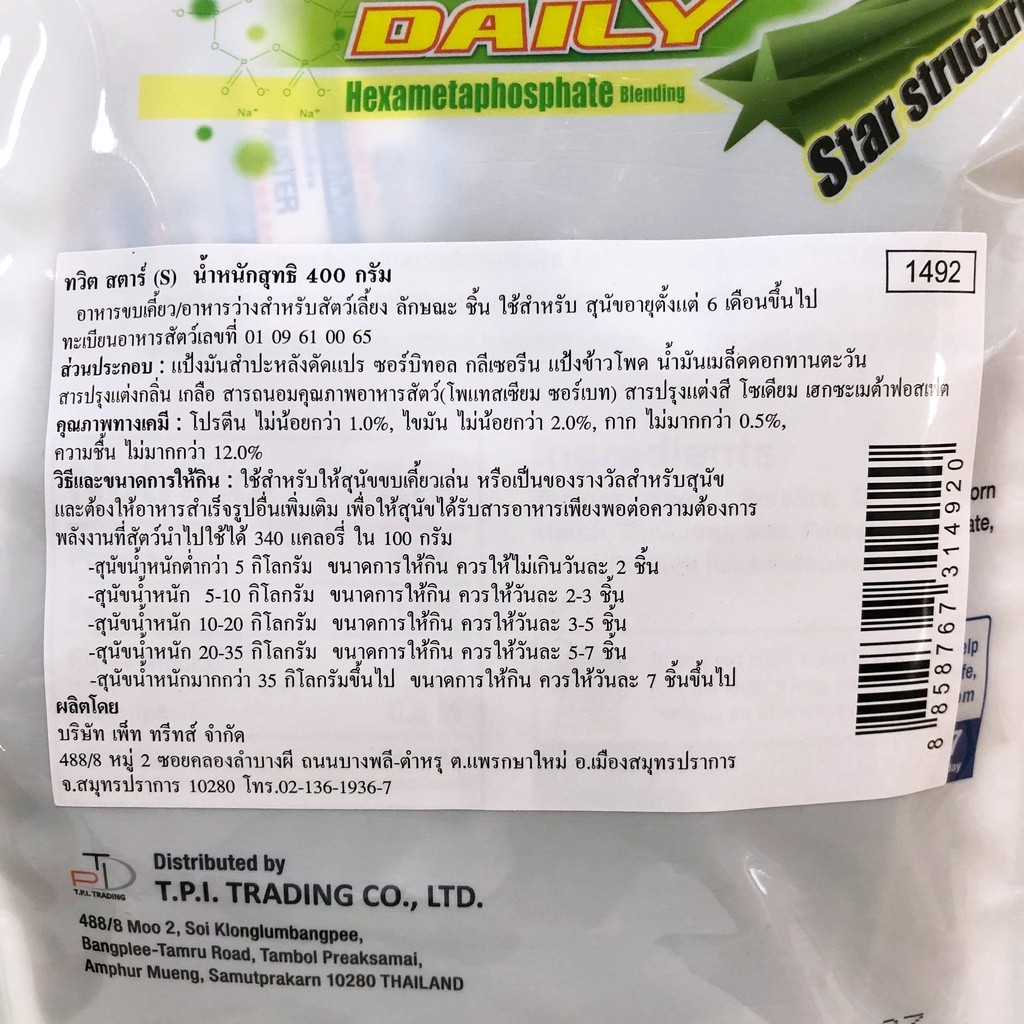 DAILY
Hexametaphosphate Blending
Star structure
Na⁺ Na⁺
1492
ทวิต สตาร์ (S) น้ำหนักสุทธิ 400 กรัม
อาหารขบเคี้ยว/อาหารว่างสำหรับสัตว์เลี้ยง ลักษณะ ชิ้น ใช้สำหรับ สุนัขอายุตั้งแต่ 6 เดือนขึ้นไป
ทะเบียนอาหารสัตว์เลขที่ 01 09 61 00 65
ส่วนประกอบ : แป้งมันสำปะหลังดัดแปร ซอร์บิทอล กลีเซอรีน แป้งข้าวโพด น้ำมันเมล็ดดอกทานตะวัน
สารปรุงแต่งกลิ่น เกลือ สารถนอมคุณภาพอาหารสัตว์(โพแทสเซียม ซอร์เบท) สารปรุงแต่งสี โซเดียม เฮกซะเมต้าฟอสเฟต
คุณภาพทางเคมี : โปรตีน ไม่น้อยกว่า 1.0%, ไขมัน ไม่น้อยกว่า 2.0%, กาก ไม่มากกว่า 0.5%,
ความชื้น ไม่มากกว่า 12.0%
วิธีและขนาดการให้กิน : ใช้สำหรับให้สุนัขขบเคี้ยวเล่น หรือเป็นของรางวัลสำหรับสุนัข
และต้องให้อาหารสำเร็จรูปอื่นเพิ่มเติม เพื่อให้สุนัขได้รับสารอาหารเพียงพอต่อความต้องการ
พลังงานที่สัตว์นำไปใช้ได้ 340 แคลอรี่ ใน 100 กรัม
-สุนัขน้ำหนักต่ำกว่า 5 กิโลกรัม ขนาดการให้กิน ควรให้ไม่เกินวันละ 2 ชิ้น
-สุนัขน้ำหนัก 5-10 กิโลกรัม ขนาดการให้กิน ควรให้วันละ 2-3 ชิ้น
-สุนัขน้ำหนัก 10-20 กิโลกรัม ขนาดการให้กิน ควรให้วันละ 3-5 ชิ้น
-สุนัขน้ำหนัก 20-35 กิโลกรัม ขนาดการให้กิน ควรให้วันละ 5-7 ชิ้น
-สุนัขน้ำหนักมากกว่า 35 กิโลกรัมขึ้นไป ขนาดการให้กิน ควรให้วันละ 7 ชิ้นขึ้นไป
ผลิตโดย
บริษัท เพ็ท ทรีทส์ จำกัด
488/8 หมู่ 2 ซอยคลองลำบางผี ถนนบางพลี-ตำหรุ ต.แพรกษาใหม่ อ.เมืองสมุทรปราการ
จ.สมุทรปราการ 10280 โทร.02-136-1936-7
8 858767 314920
T.P.I. TRADING
Distributed by
T.P.I. TRADING CO., LTD.
488/8 Moo 2, Soi Klonglumbangpee,
Bangplee-Tamru Road, Tambol Preaksamai,
Amphur Mueng, Samutprakarn 10280 THAILAND